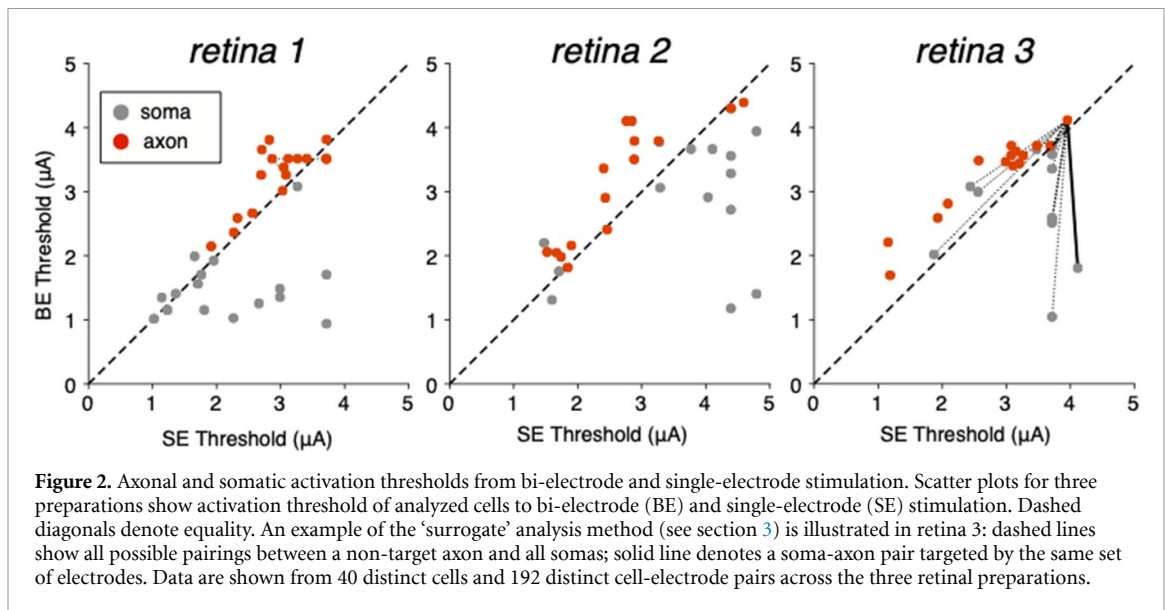 retina 1
retina 2
retina 3
soma
axon
BE Threshold (μA)
5
4
3
2
1
0
0 1 2 3 4 5
SE Threshold (μA)
5
4
3
2
1
0
0 1 2 3 4 5
SE Threshold (μA)
5
4
3
2
1
0
0 1 2 3 4 5
SE Threshold (μA)
Figure 2. Axonal and somatic activation thresholds from bi-electrode and single-electrode stimulation. Scatter plots for three
preparations show activation threshold of analyzed cells to bi-electrode (BE) and single-electrode (SE) stimulation. Dashed
diagonals denote equality. An example of the ‘surrogate’ analysis method (see section 3) is illustrated in retina 3: dashed lines
show all possible pairings between a non-target axon and all somas; solid line denotes a soma-axon pair targeted by the same set
of electrodes. Data are shown from 40 distinct cells and 192 distinct cell-electrode pairs across the three retinal preparations.